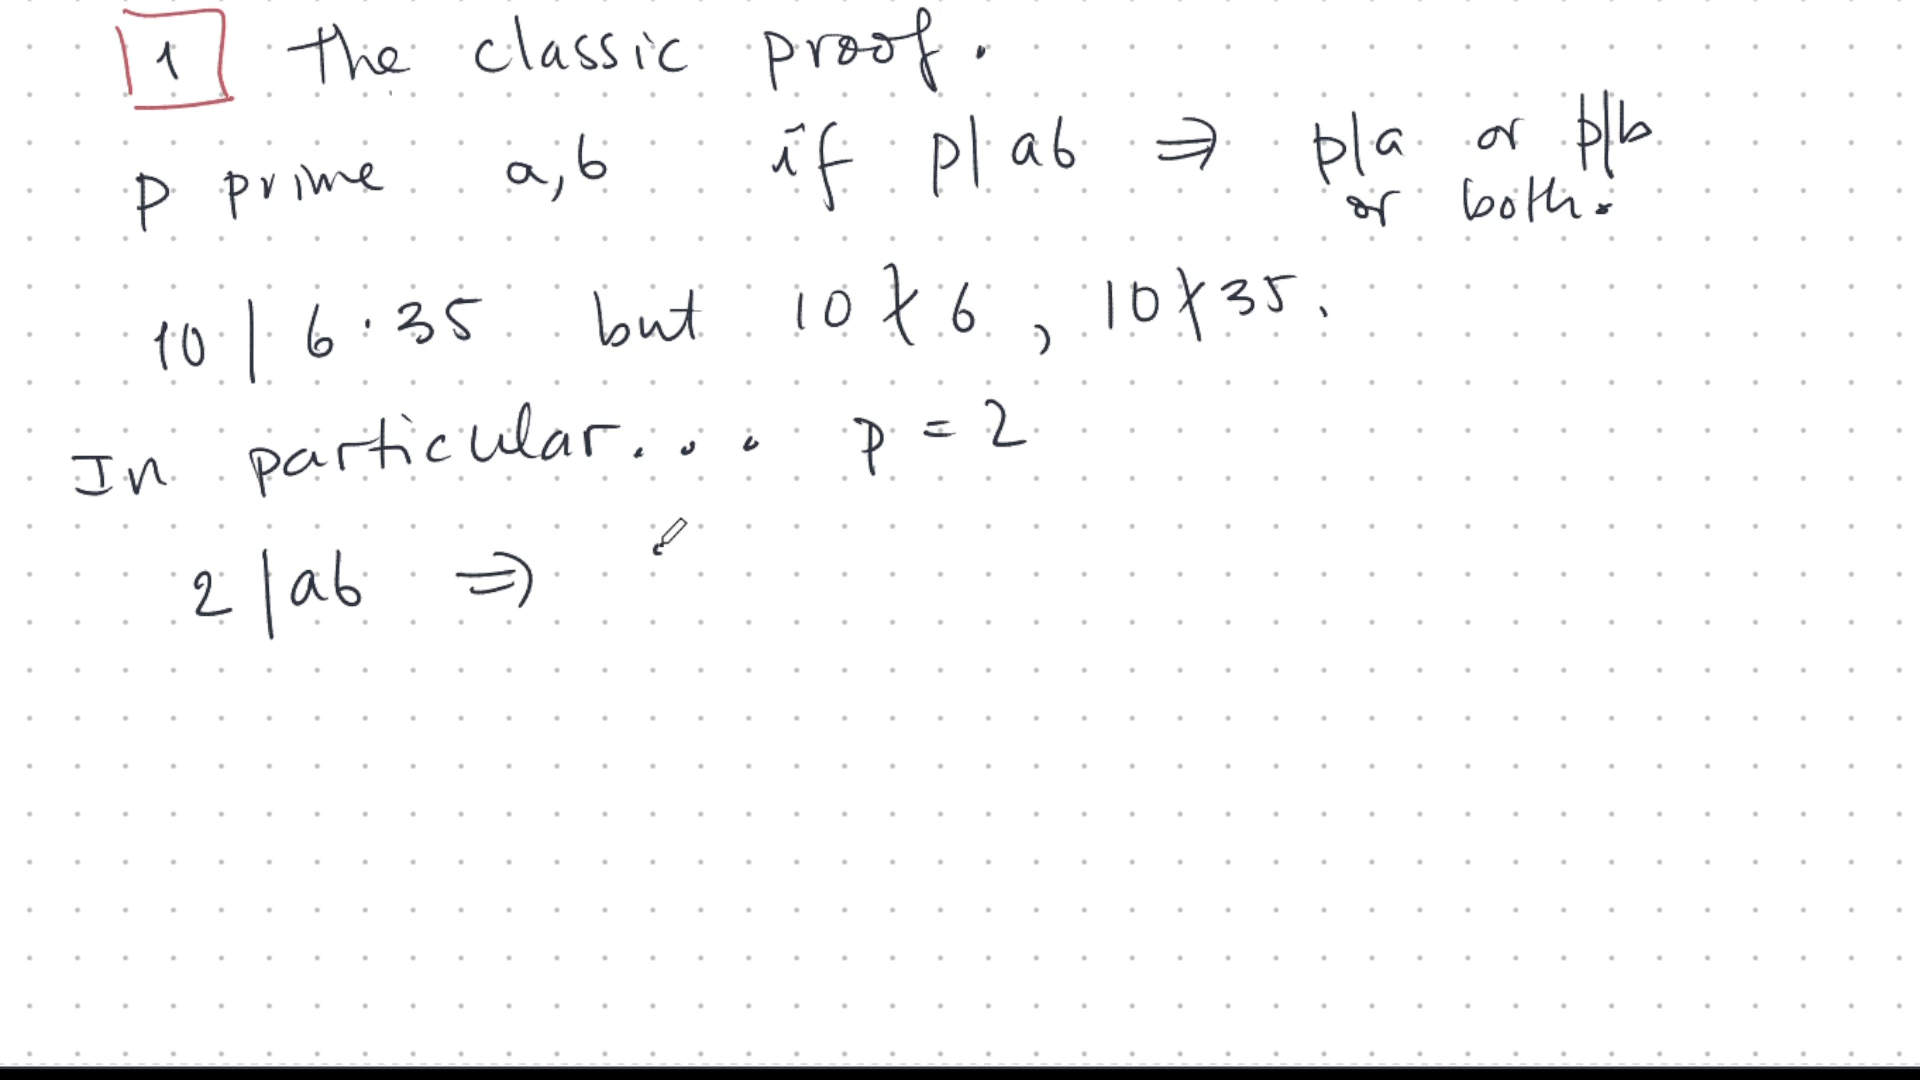 1 The classic proof.
p prime a,b if p|ab ⇒ p|a or p|b
or both.
10 | 6·35 but 10∤6, 10∤35.
In particular... p = 2
2|ab ⇒